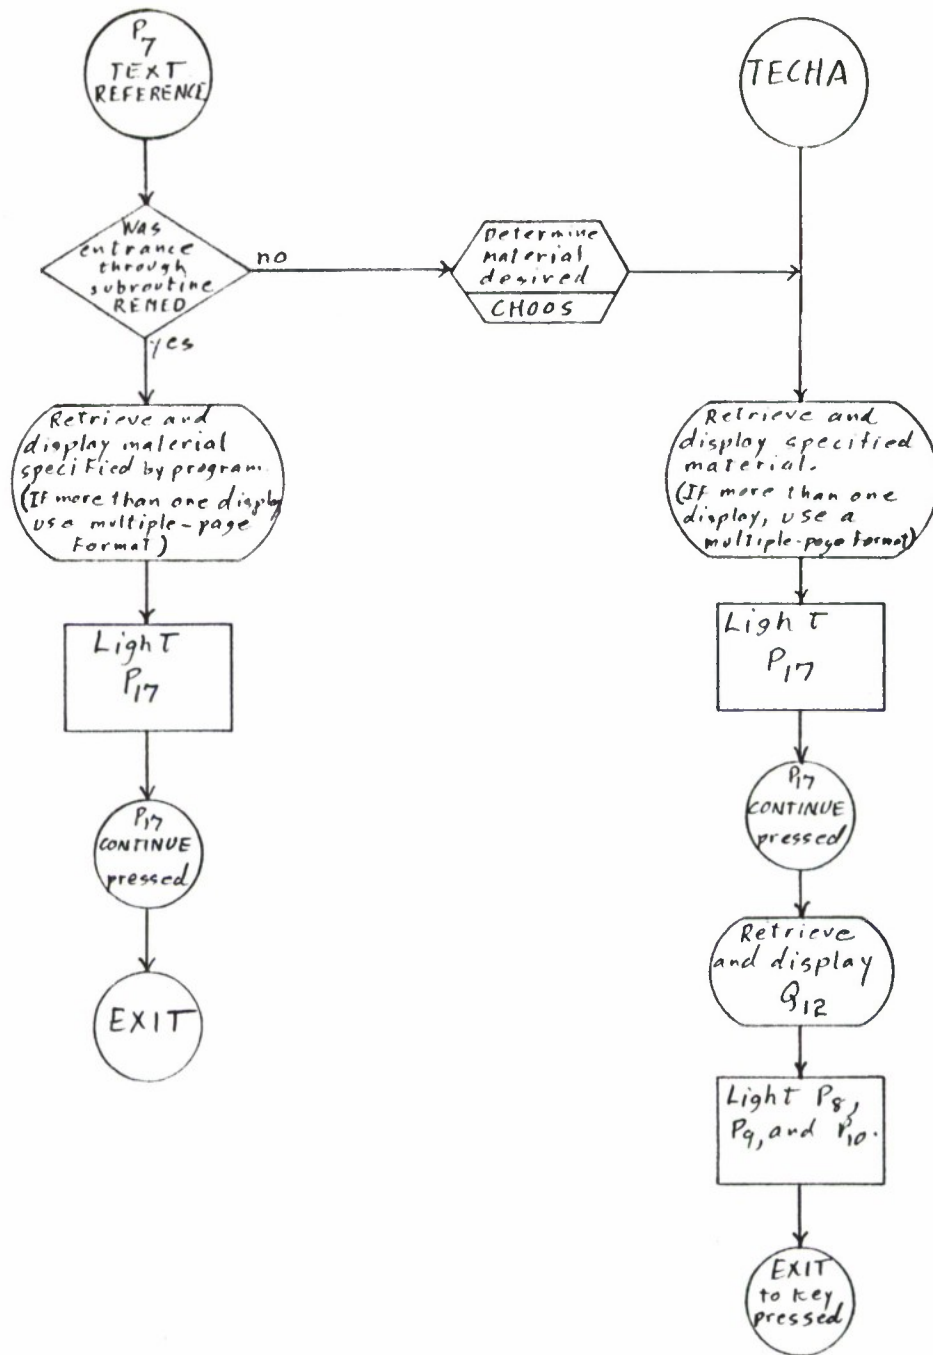 P7
TEXT
REFERENCE
Was
entrance
through
subroutine
REMED
no
yes
Determine
material
desired
CHOOS
TECHA
Retrieve and
display material
specified by program.
(If more than one display
use a multiple-page
format)
Light
P17
P17
CONTINUE
pressed
EXIT
Retrieve and
display specified
material.
(If more than one
display, use a
multiple-page format)
Light
P17
P17
CONTINUE
pressed
Retrieve
and display
Q12
Light P8,
P9, and P10.
EXIT
to key
pressed